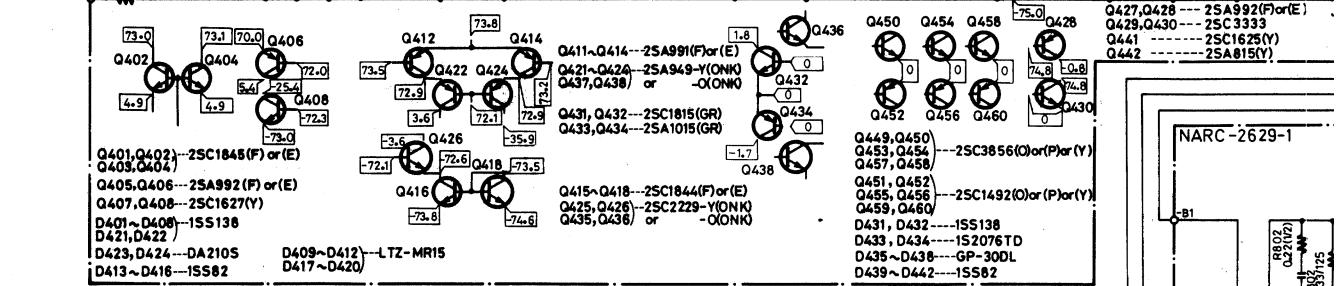 73.0
73.1
70.0
Q406
Q402
Q404
72.0
5.4
-25.4
4.9
4.9
Q408
-72.3
-73.0
Q401,Q402
Q403,Q404)---2SC1845(F)or(E)
Q405,Q406---2SA992(F)or(E)
Q407,Q408---2SC1627(Y)
D401~D408
D421,D422)---1SS138
D423,D424---DA210S
D413~D416---1SS82
D409~D412
D417~D420)---LTZ-MR15
73.8
Q412
Q414
73.5
Q422
Q424
73.2
72.9
3.6
72.1
72.9
-35.9
-3.6
Q426
-72.1
-72.6
Q418
-73.5
Q416
-73.8
-74.6
Q411~Q414---2SA991(F)or(E)
Q421~Q424---2SA949-Y(ONK)
Q437,Q438) or -O(ONK)
Q431,Q432---2SC1815(GR)
Q433,Q434---2SA1015(GR)
Q415~Q418---2SC1844(F)or(E)
Q425,Q426---2SC2229-Y(ONK)
Q435,Q436) or -O(ONK)
Q436
1.8
0
Q432
0
Q434
0
-1.7
Q438
Q450
Q454
Q458
0
0
0
Q452
Q456
Q460
-75.0
Q428
74.8
-0.8
74.8
Q430
0
Q449,Q450
Q453,Q454---2SC3856(O)or(P)or(Y)
Q457,Q458
Q451,Q452
Q455,Q456---2SC1492(O)or(P)or(Y)
Q459,Q460
D431,D432----1SS138
D433,D434----1S2076TD
D435~D438----GP-30DL
D439~D442----1SS82
Q427,Q428---2SA992(F)or(E)
Q429,Q430---2SC3333
Q441--------2SC1625(Y)
Q442--------2SA815(Y)
NARC-2629-1
-B1
R802
0.22(1/2)
33/125